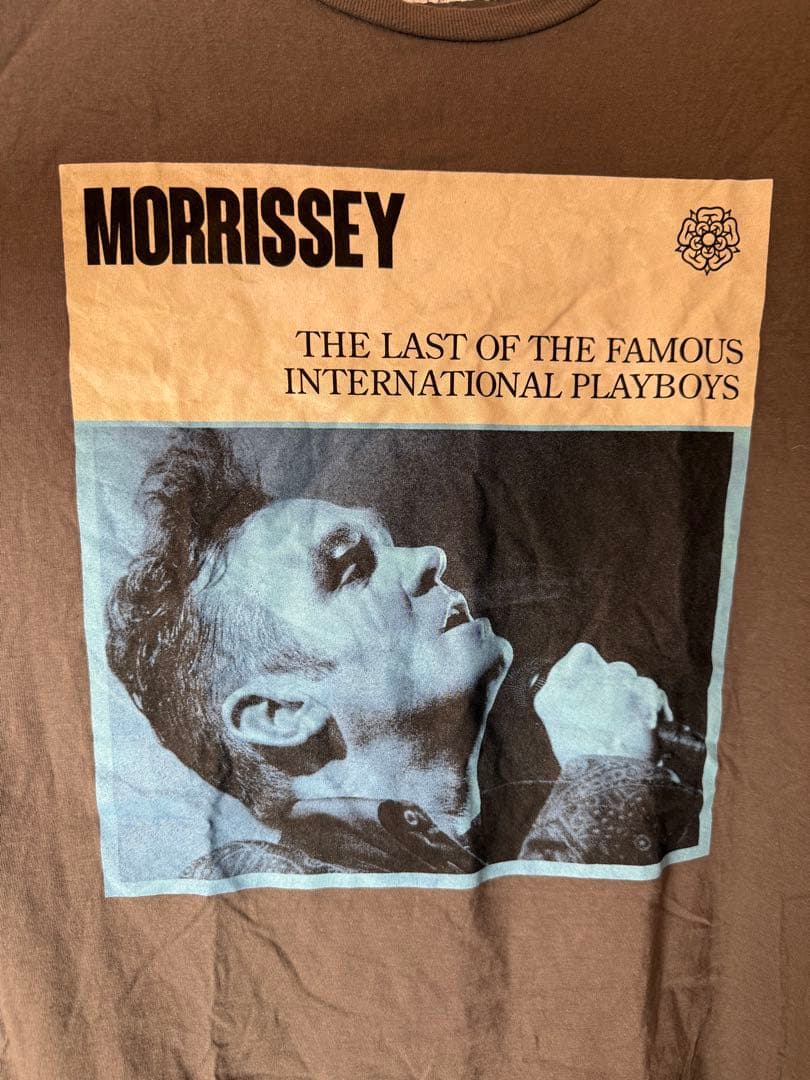 MORRISSEY
THE LAST OF THE FAMOUS
INTERNATIONAL PLAYBOYS